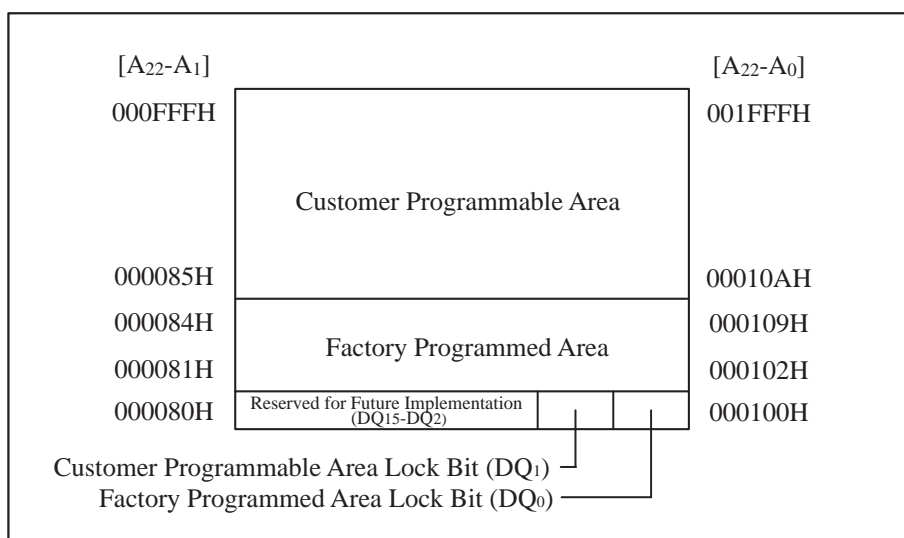 [A22-A1] [A22-A0]
000FFFH 001FFFH
Customer Programmable Area
000085H 00010AH
000084H 000109H
Factory Programmed Area
000081H 000102H
000080H Reserved for Future Implementation 000100H
(DQ15-DQ2)
Customer Programmable Area Lock Bit (DQ1)
Factory Programmed Area Lock Bit (DQ0)